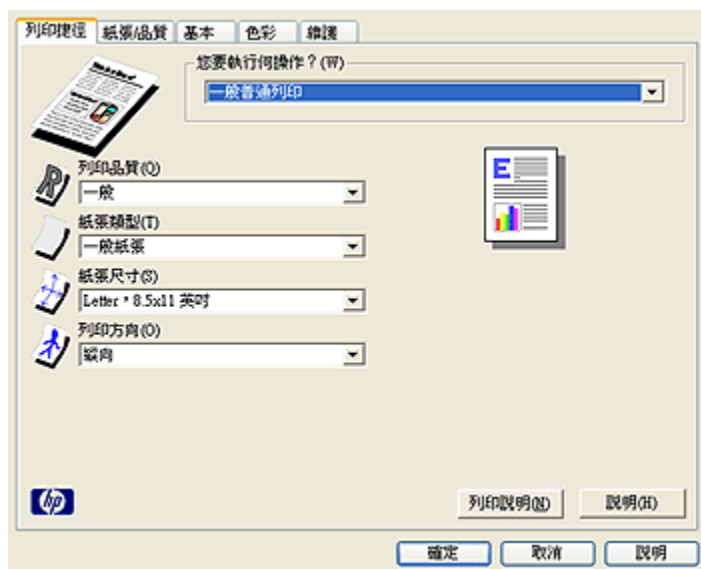 列印捷徑 紙張/品質 基本 色彩 維護
您要執行何操作？(W)
一般普通列印
列印品質(Q)
一般
E
紙張類型(T)
一般紙張
紙張尺寸(S)
Letter，8.5x11 英吋
列印方向(O)
縱向
hp
列印說明(N) 說明(H)
確定 取消 說明